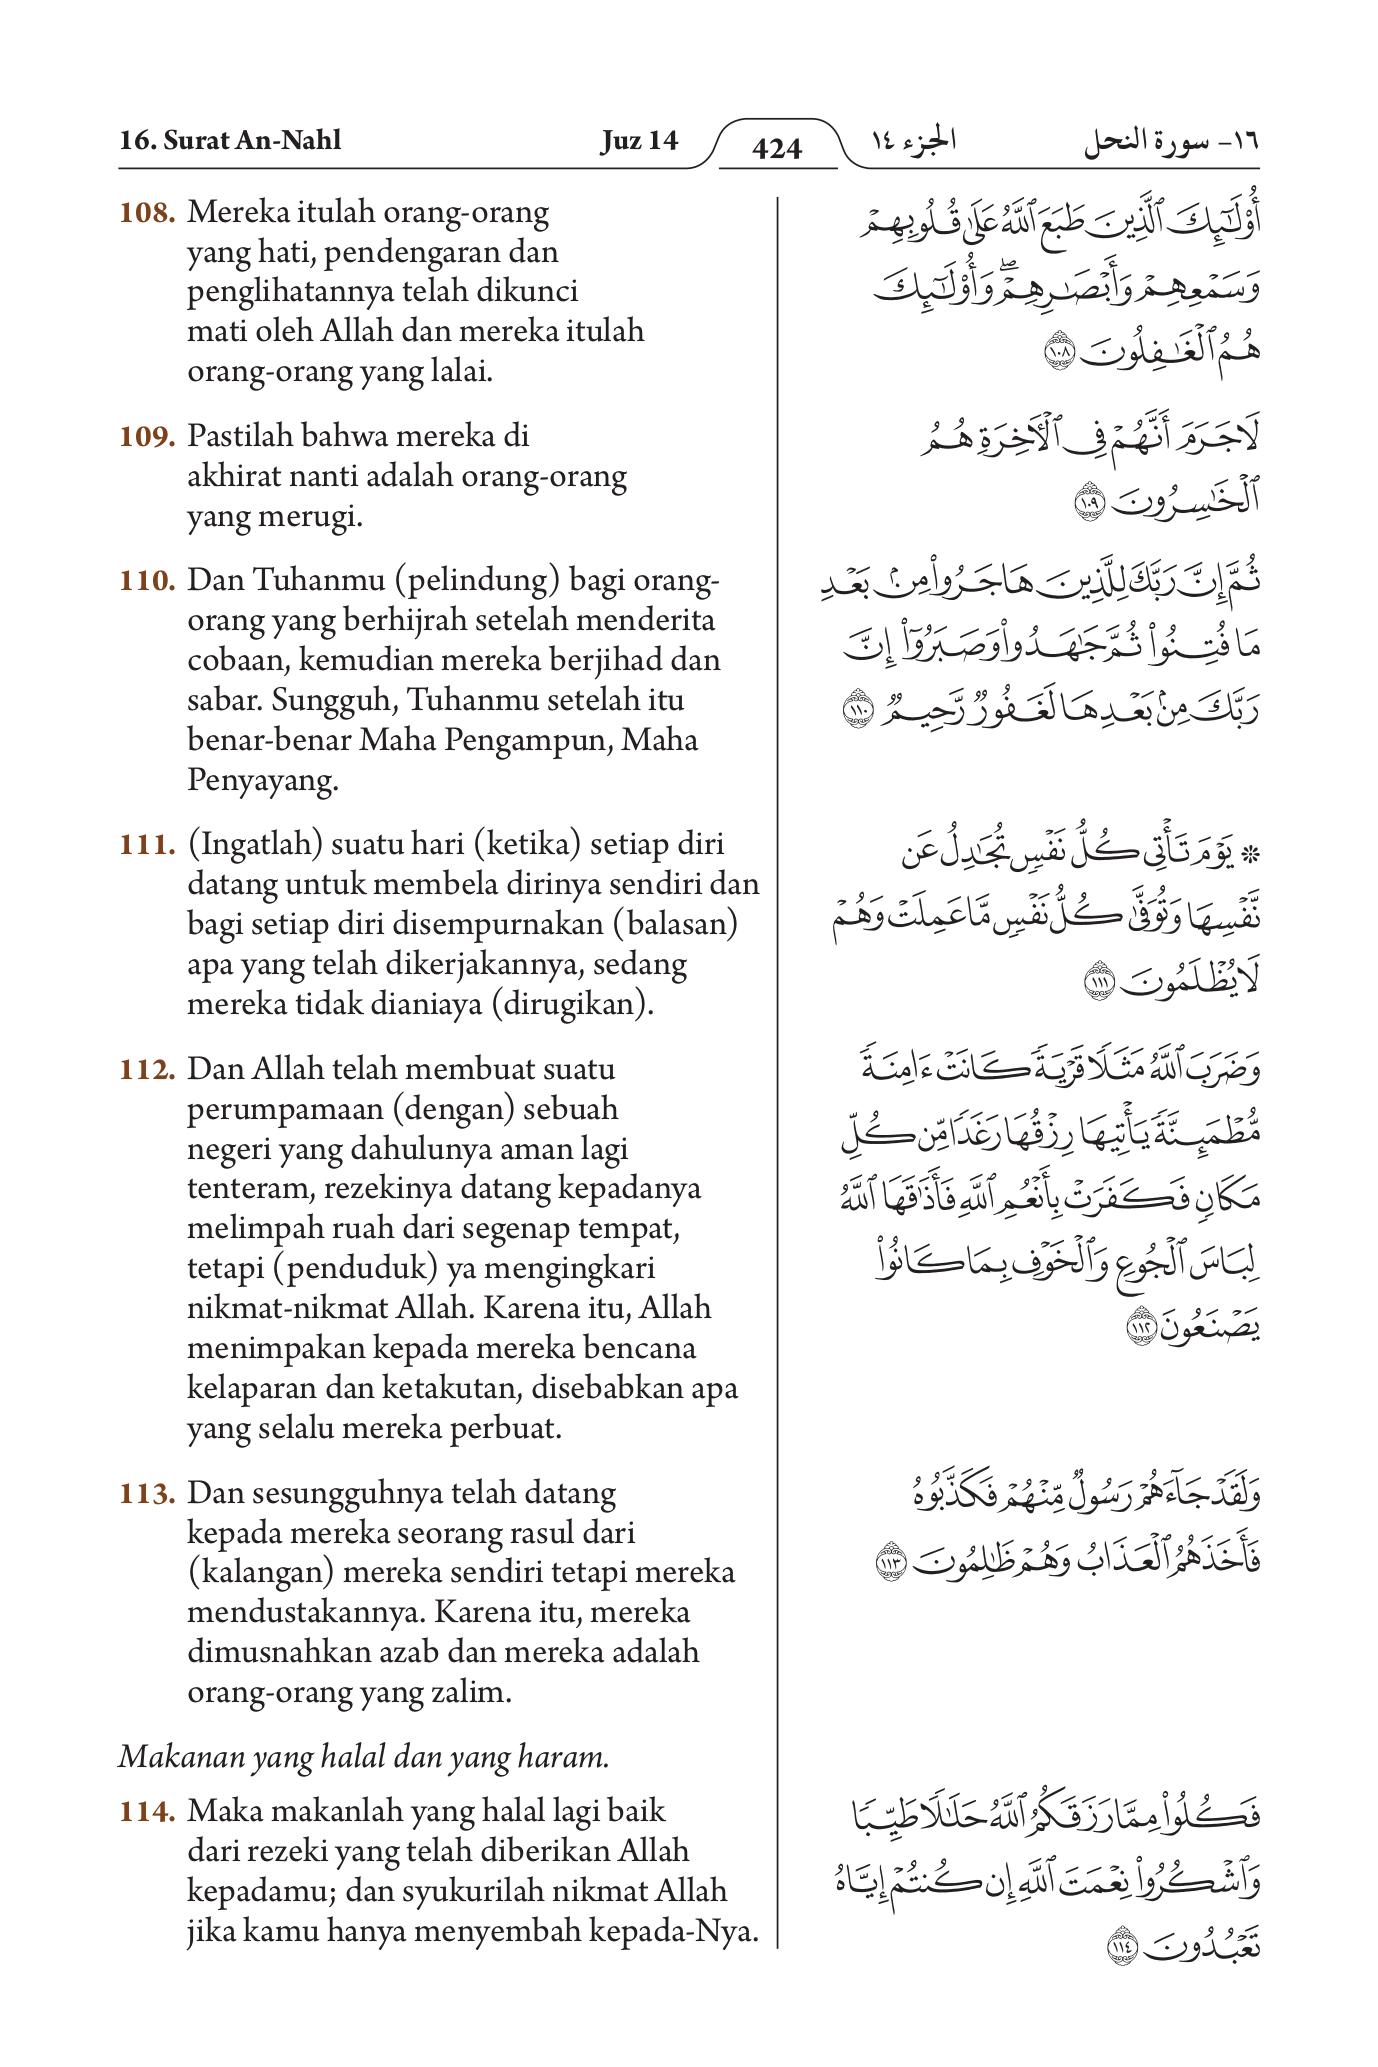 16. Surat An-Nahl
Juz 14
424
الجزء ١٤
١٦- سورة النحل
108. Mereka itulah orang-orang
yang hati, pendengaran dan
penglihatannya telah dikunci
mati oleh Allah dan mereka itulah
orang-orang yang lalai.
109. Pastilah bahwa mereka di
akhirat nanti adalah orang-orang
yang merugi.
110. Dan Tuhanmu (pelindung) bagi orang-
orang yang berhijrah setelah menderita
cobaan, kemudian mereka berjihad dan
sabar. Sungguh, Tuhanmu setelah itu
benar-benar Maha Pengampun, Maha
Penyayang.
111. (Ingatlah) suatu hari (ketika) setiap diri
datang untuk membela dirinya sendiri dan
bagi setiap diri disempurnakan (balasan)
apa yang telah dikerjakannya, sedang
mereka tidak dianiaya (dirugikan).
112. Dan Allah telah membuat suatu
perumpamaan (dengan) sebuah
negeri yang dahulunya aman lagi
tenteram, rezekinya datang kepadanya
melimpah ruah dari segenap tempat,
tetapi (penduduk) ya mengingkari
nikmat-nikmat Allah. Karena itu, Allah
menimpakan kepada mereka bencana
kelaparan dan ketakutan, disebabkan apa
yang selalu mereka perbuat.
113. Dan sesungguhnya telah datang
kepada mereka seorang rasul dari
(kalangan) mereka sendiri tetapi mereka
mendustakannya. Karena itu, mereka
dimusnahkan azab dan mereka adalah
orang-orang yang zalim.
Makanan yang halal dan yang haram.
114. Maka makanlah yang halal lagi baik
dari rezeki yang telah diberikan Allah
kepadamu; dan syukurilah nikmat Allah
jika kamu hanya menyembah kepada-Nya.
أُوْلَٰٓئِكَ ٱلَّذِينَ طَبَعَ ٱللَّهُ عَلَىٰ قُلُوبِهِمْ
وَسَمْعِهِمْ وَأَبْصَٰرِهِمْۖ وَأُوْلَٰٓئِكَ
هُمُ ٱلْغَٰفِلُونَ ١٠٨
لَا جَرَمَ أَنَّهُمْ فِى ٱلْأَخِرَةِ هُمُ
ٱلْخَٰسِرُونَ ١٠٩
ثُمَّ إِنَّ رَبَّكَ لِلَّذِينَ هَاجَرُوا۟ مِنۢ بَعْدِ
مَا فُتِنُوا۟ ثُمَّ جَٰهَدُوا۟ وَصَبَرُوٓا۟ إِنَّ
رَبَّكَ مِنۢ بَعْدِهَا لَغَفُورٌ رَّحِيمٌ ١١٠
۞ يَوْمَ تَأْتِى كُلُّ نَفْسٍ تُجَٰدِلُ عَن
نَّفْسِهَا وَتُوَفَّىٰ كُلُّ نَفْسٍ مَّا عَمِلَتْ وَهُمْ
لَا يُظْلَمُونَ ١١١
وَضَرَبَ ٱللَّهُ مَثَلًا قَرْيَةً كَانَتْ ءَامِنَةً
مُّطْمَئِنَّةً يَأْتِيهَا رِزْقُهَا رَغَدًا مِّن كُلِّ
مَكَانٍ فَكَفَرَتْ بِأَنْعُمِ ٱللَّهِ فَأَذَٰقَهَا ٱللَّهُ
لِبَاسَ ٱلْجُوعِ وَٱلْخَوْفِ بِمَا كَانُوا۟
يَصْنَعُونَ ١١٢
وَلَقَدْ جَآءَهُمْ رَسُولٌ مِّنْهُمْ فَكَذَّبُوهُ
فَأَخَذَهُمُ ٱلْعَذَابُ وَهُمْ ظَٰلِمُونَ ١١٣
فَكُلُوا۟ مِمَّا رَزَقَكُمُ ٱللَّهُ حَلَٰلًا طَيِّبًا
وَٱشْكُرُوا۟ نِعْمَتَ ٱللَّهِ إِن كُنتُمْ إِيَّاهُ
تَعْبُدُونَ ١١٤